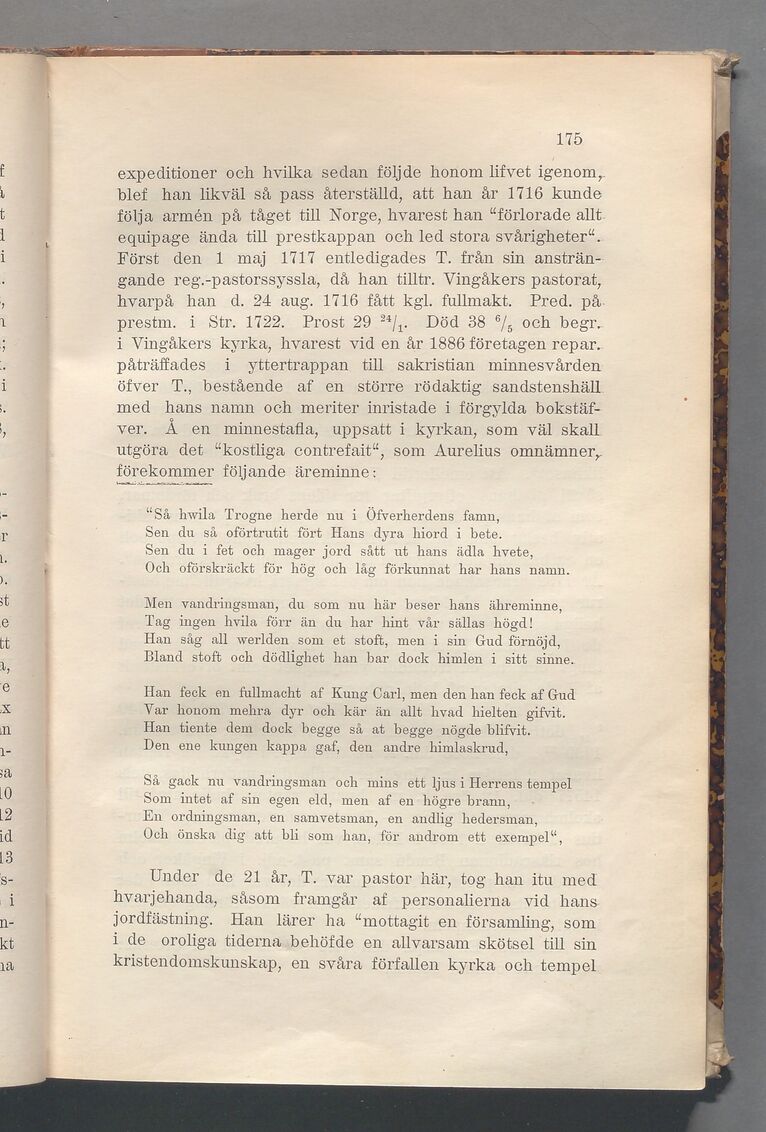 175
expeditioner och hvilka sedan följde honom lifvet igenom,
blef han likväl så pass återställd, att han år 1716 kunde
följa armén på tåget till Norge, hvarest han “förlorade allt
equipage ända till prestkappan och led stora svårigheter“.
Först den 1 maj 1717 entledigades T. från sin ansträn-
gande reg.-pastorssyssla, då han tilltr. Vingåkers pastorat,
hvarpå han d. 24 aug. 1716 fått kgl. fullmakt. Pred. på
prestm. i Str. 1722. Prost 29 24/1. Död 38 6/5 och begr.
i Vingåkers kyrka, hvarest vid en år 1886 företagen repar.
påträffades i yttertrappan till sakristian minnesvården
öfver T., bestående af en större rödaktig sandstenshäll
med hans namn och meriter inristade i förgylda bokstäf-
ver. Å en minnestafla, uppsatt i kyrkan, som väl skall
utgöra det “kostliga contrefait“, som Aurelius omnämner,
förekommer följande äreminne:
“Så hwila Trogne herde nu i Öfverherdens famn,
Sen du så oförtrutit fört Hans dyra hiord i bete.
Sen du i fet och mager jord sått ut hans ädla hvete,
Och oförskräckt för hög och låg förkunnat har hans namn.
Men vandringsman, du som nu här beser hans ähreminne,
Tag ingen hvila förr än du har hint vår sällas högd!
Han såg all werlden som et stoft, men i sin Gud förnöjd,
Bland stoft och dödlighet han bar dock himlen i sitt sinne.
Han feck en fullmacht af Kung Carl, men den han feck af Gud
Var honom mehra dyr och kär än allt hvad hielten gifvit.
Han tiente dem dock begge så at begge nögde blifvit.
Den ene kungen kappa gaf, den andre himlaskrud,
Så gack nu vandringsman och mins ett ljus i Herrens tempel
Som intet af sin egen eld, men af en högre brann,
En ordningsman, en samvetsman, en andlig hedersman,
Och önska dig att bli som han, för androm ett exempel“,
Under de 21 år, T. var pastor här, tog han itu med
hvarjehanda, såsom framgår af personalierna vid hans
jordfästning. Han lärer ha “mottagit en församling, som
i de oroliga tiderna behöfde en allvarsam skötsel till sin
kristendomskunskap, en svåra förfallen kyrka och tempel